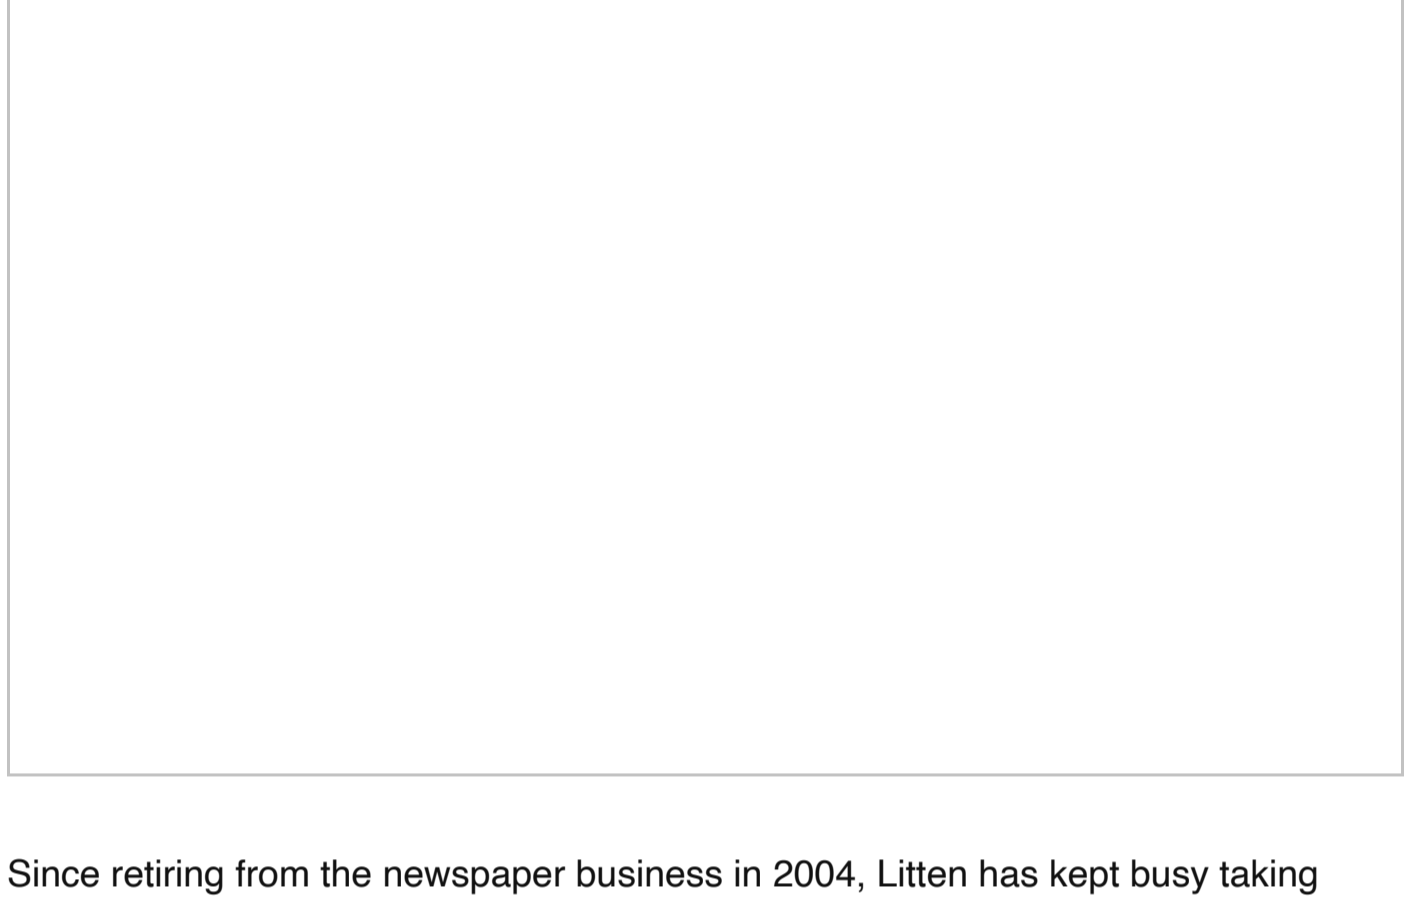 Since retiring from the newspaper business in 2004, Litten has kept busy taking